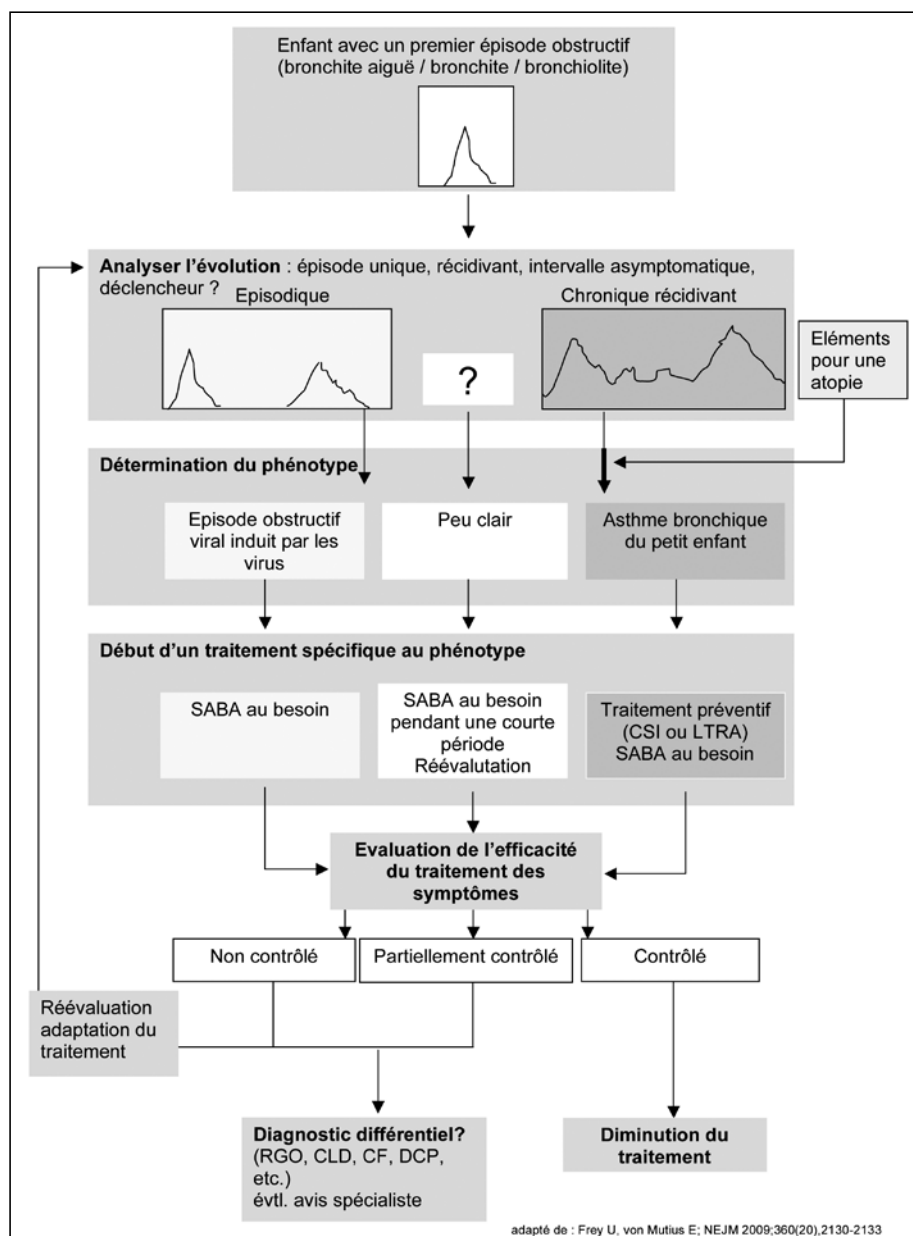 Enfant avec un premier épisode obstructif
(bronchite aiguë / bronchite / bronchiolite)
Analyser l'évolution : épisode unique, récidivant, intervalle asymptomatique,
déclencheur ?
Episodique
Chronique récidivant
?
Eléments
pour une
atopie
Détermination du phénotype
Episode obstructif
viral induit par les
virus
Peu clair
Asthme bronchique
du petit enfant
Début d'un traitement spécifique au phénotype
SABA au besoin
SABA au besoin
pendant une courte
période
Réévalutation
Traitement préventif
(CSI ou LTRA)
SABA au besoin
Evaluation de l'efficacité
du traitement des
symptômes
Non contrôlé
Partiellement contrôlé
Contrôlé
Réévaluation
adaptation du
traitement
Diagnostic différentiel?
(RGO, CLD, CF, DCP,
etc.)
évtl. avis spécialiste
Diminution du
traitement
adapté de : Frey U, von Mutius E; NEJM 2009;360(20),2130-2133